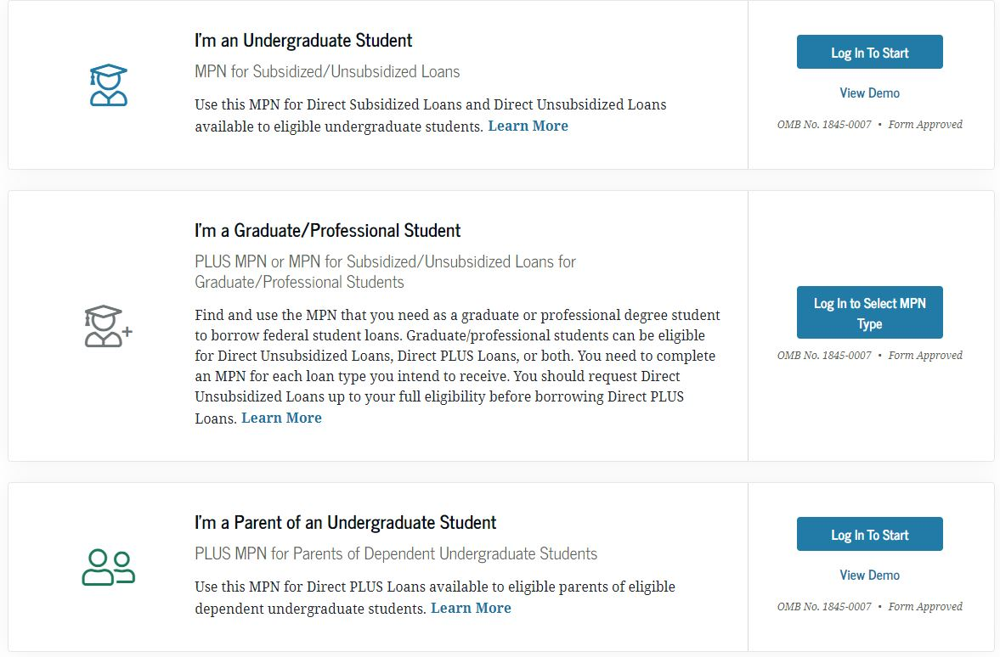 I'm an Undergraduate Student
MPN for Subsidized/Unsubsidized Loans
Use this MPN for Direct Subsidized Loans and Direct Unsubsidized Loans
available to eligible undergraduate students. Learn More
Log In To Start
View Demo
OMB No. 1845-0007 • Form Approved
I'm a Graduate/Professional Student
PLUS MPN or MPN for Subsidized/Unsubsidized Loans for
Graduate/Professional Students
Find and use the MPN that you need as a graduate or professional degree student
to borrow federal student loans. Graduate/professional students can be eligible
for Direct Unsubsidized Loans, Direct PLUS Loans, or both. You need to complete
an MPN for each loan type you intend to receive. You should request Direct
Unsubsidized Loans up to your full eligibility before borrowing Direct PLUS
Loans. Learn More
Log In to Select MPN
Type
OMB No. 1845-0007 • Form Approved
I'm a Parent of an Undergraduate Student
PLUS MPN for Parents of Dependent Undergraduate Students
Use this MPN for Direct PLUS Loans available to eligible parents of eligible
dependent undergraduate students. Learn More
Log In To Start
View Demo
OMB No. 1845-0007 • Form Approved